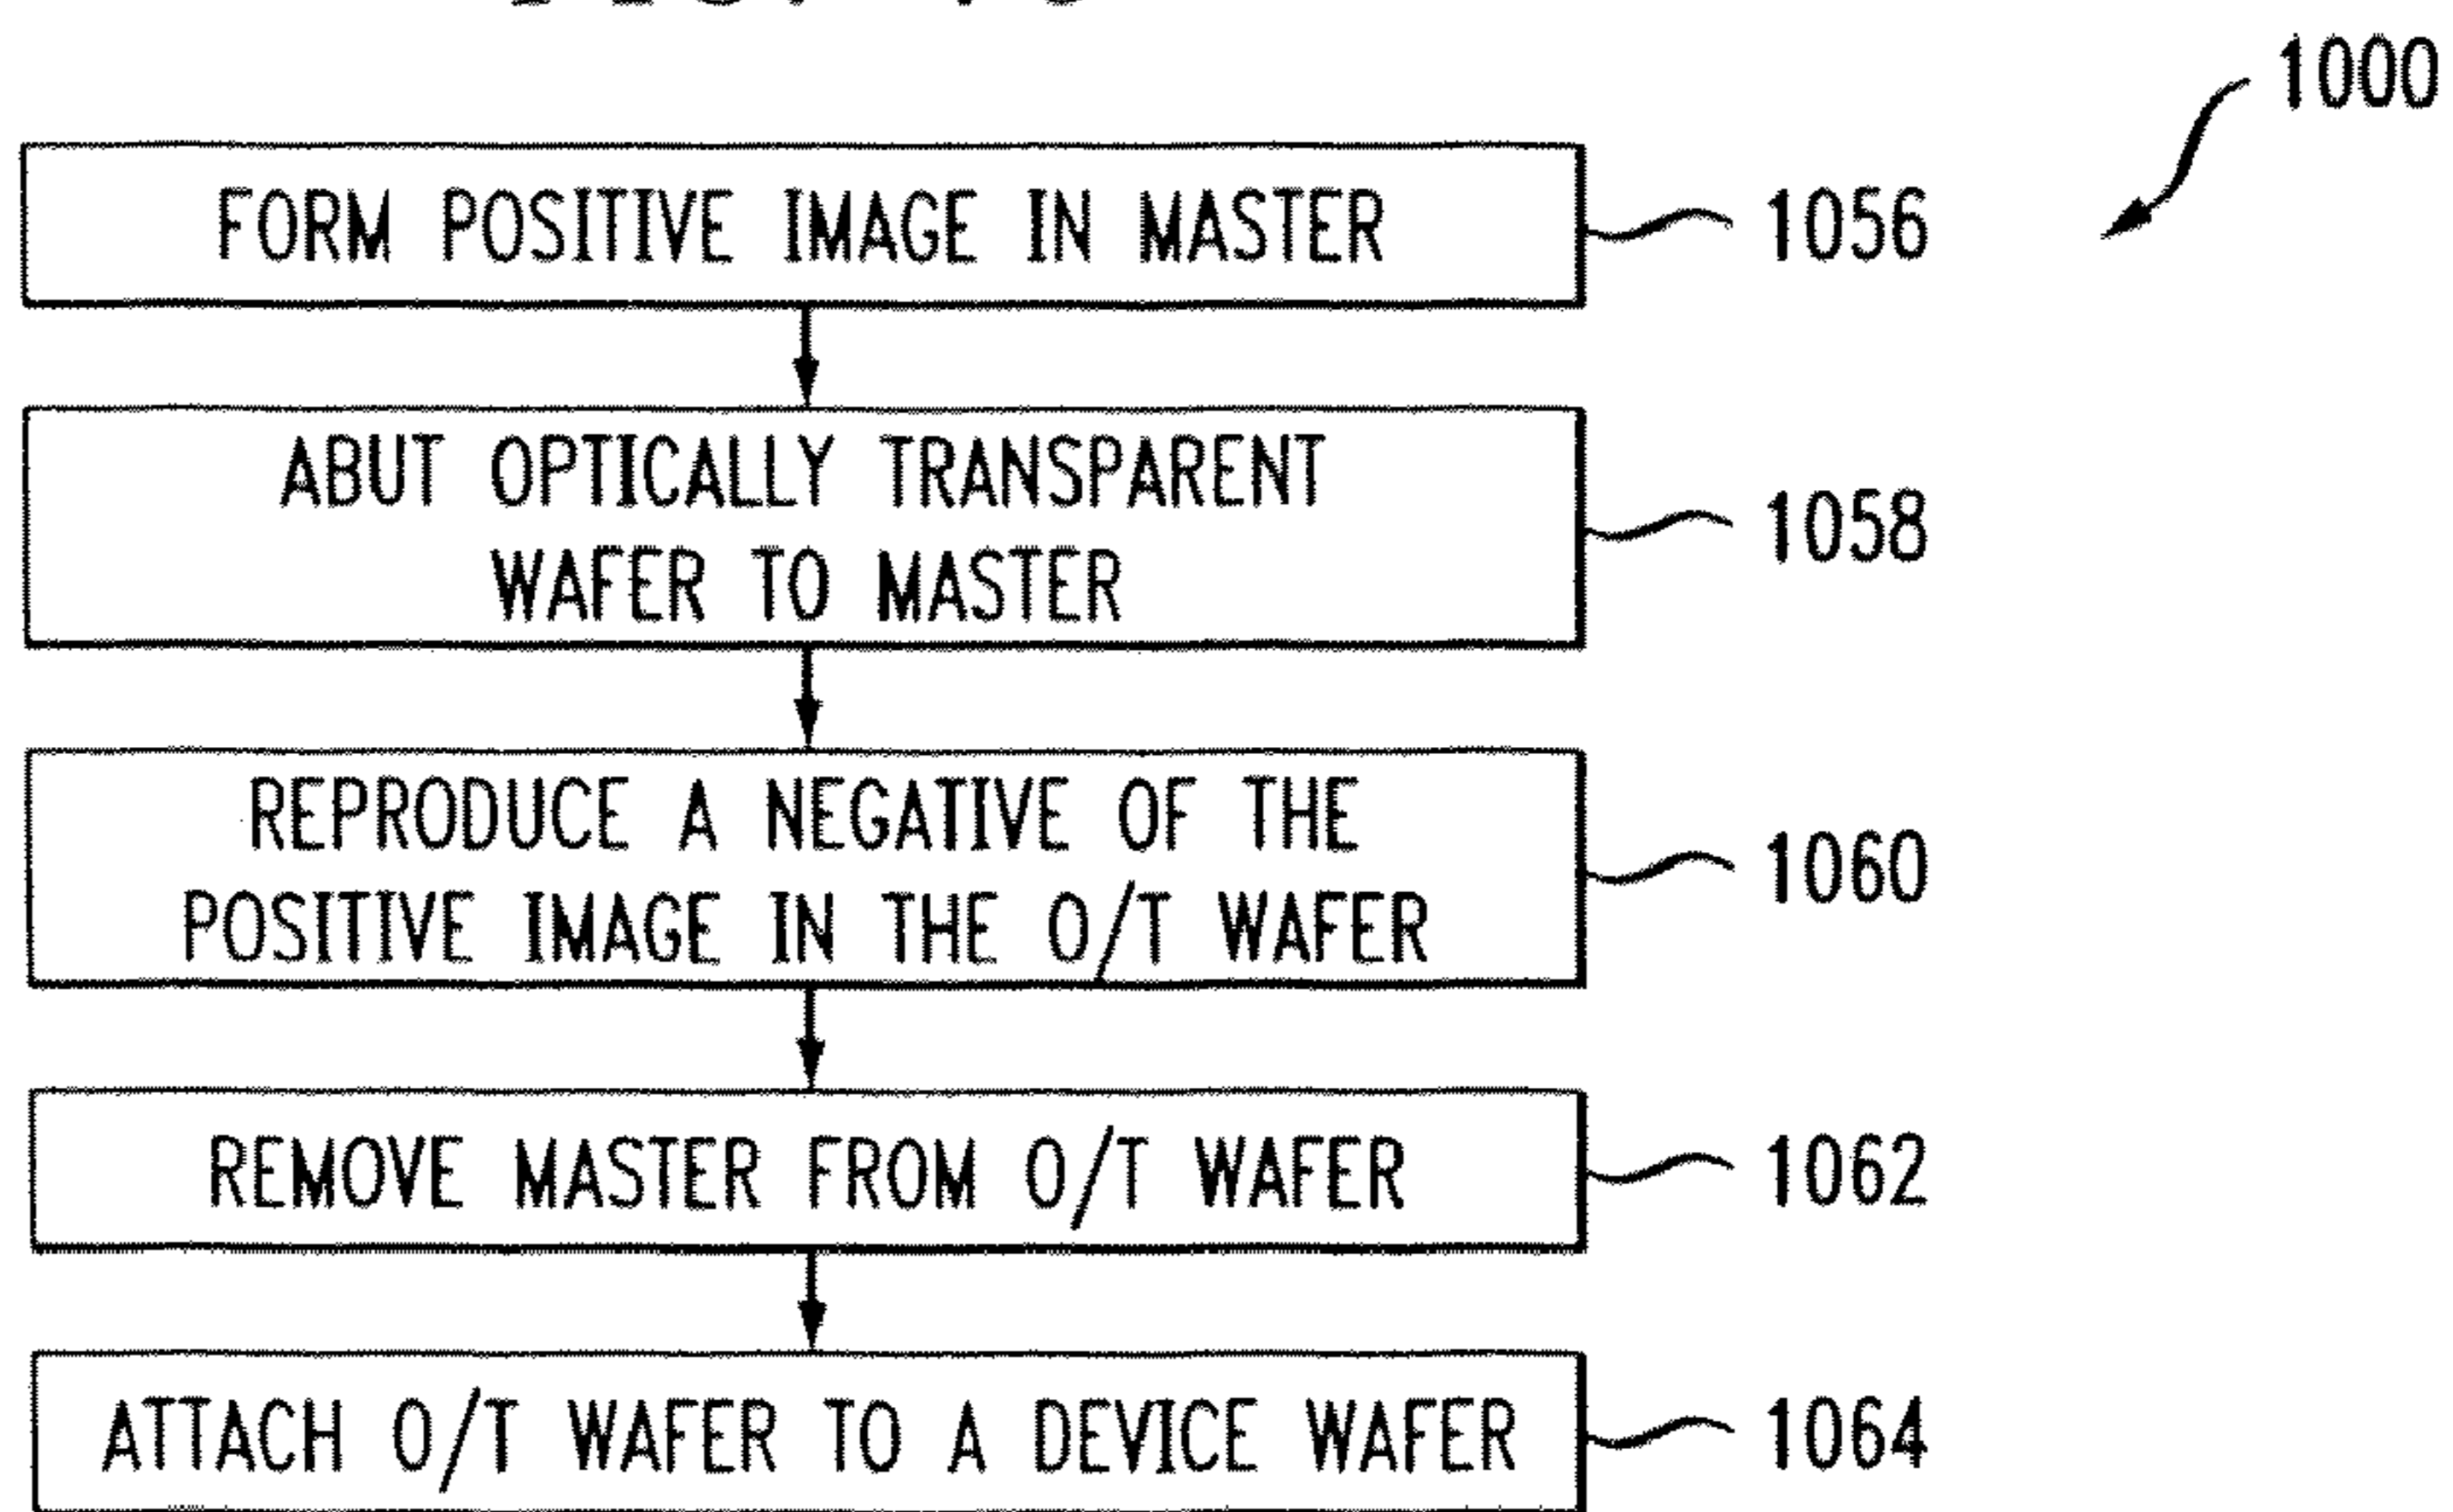 1000
FORM POSITIVE IMAGE IN MASTER
1056
ABUT OPTICALLY TRANSPARENT
WAFER TO MASTER
1058
REPRODUCE A NEGATIVE OF THE
POSITIVE IMAGE IN THE O/T WAFER
1060
REMOVE MASTER FROM O/T WAFER
1062
ATTACH O/T WAFER TO A DEVICE WAFER
1064